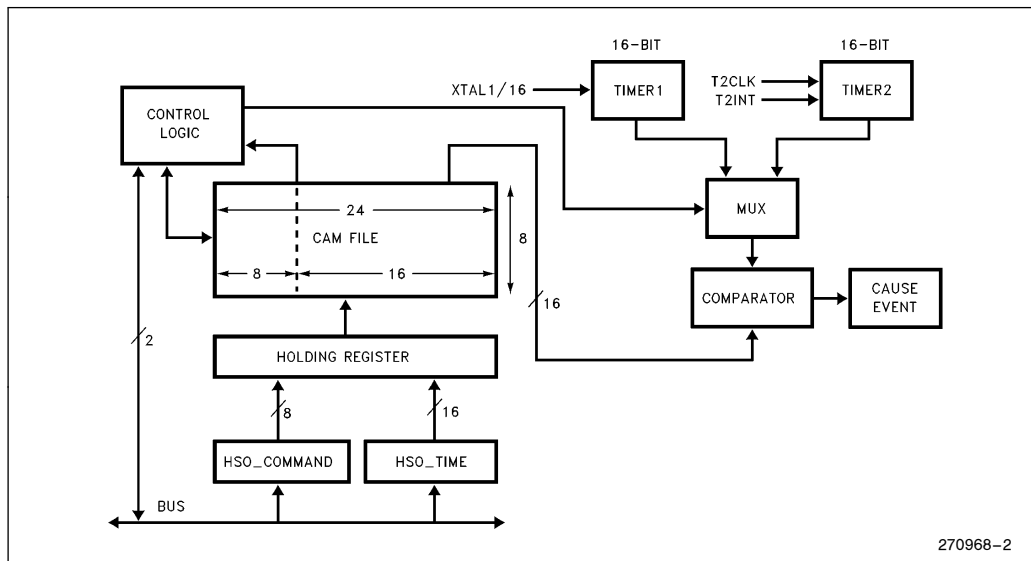 16-BIT
16-BIT
XTAL1/16
TIMER1
T2CLK
T2INT
TIMER2
CONTROL
LOGIC
24
CAM FILE
8
8
16
MUX
COMPARATOR
CAUSE
EVENT
16
2
HOLDING REGISTER
8
16
HSO_COMMAND
HSO_TIME
BUS
270968–2